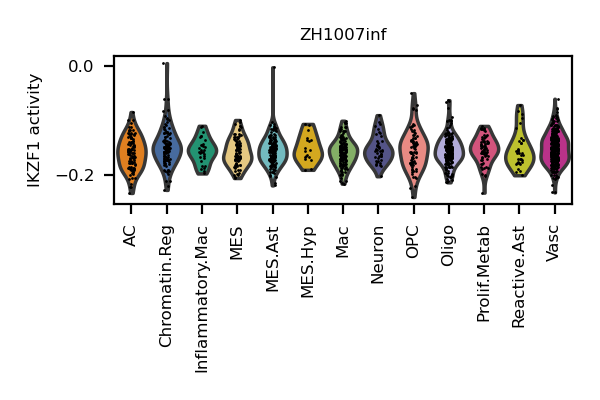 ZH1007inf
IKZF1 activity
0.0
−0.2
AC
Chromatin.Reg
Inflammatory.Mac
MES
MES.Ast
MES.Hyp
Mac
Neuron
OPC
Oligo
Prolif.Metab
Reactive.Ast
Vasc